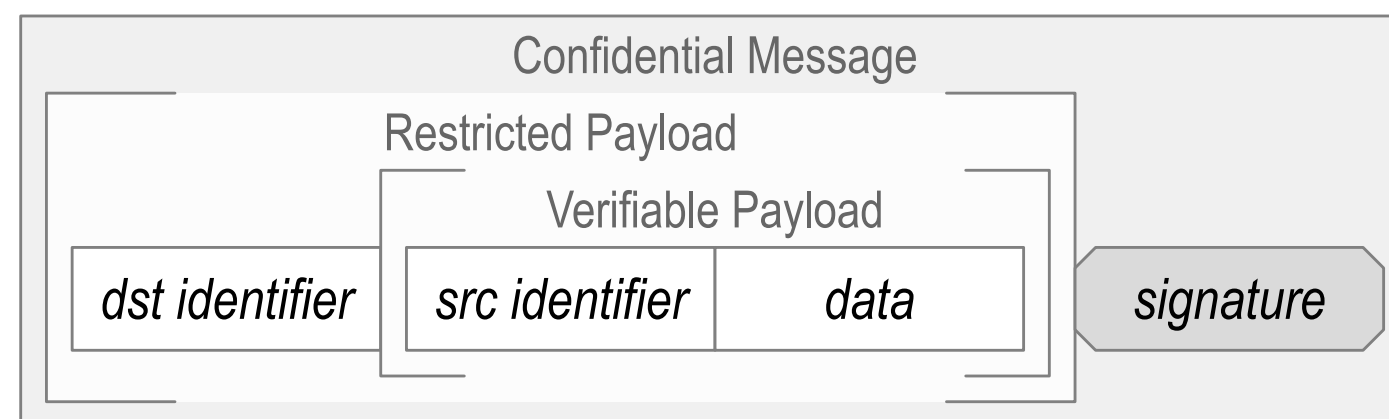 Confidential Message
Restricted Payload
Verifiable Payload
dst identifier src identifier data signature